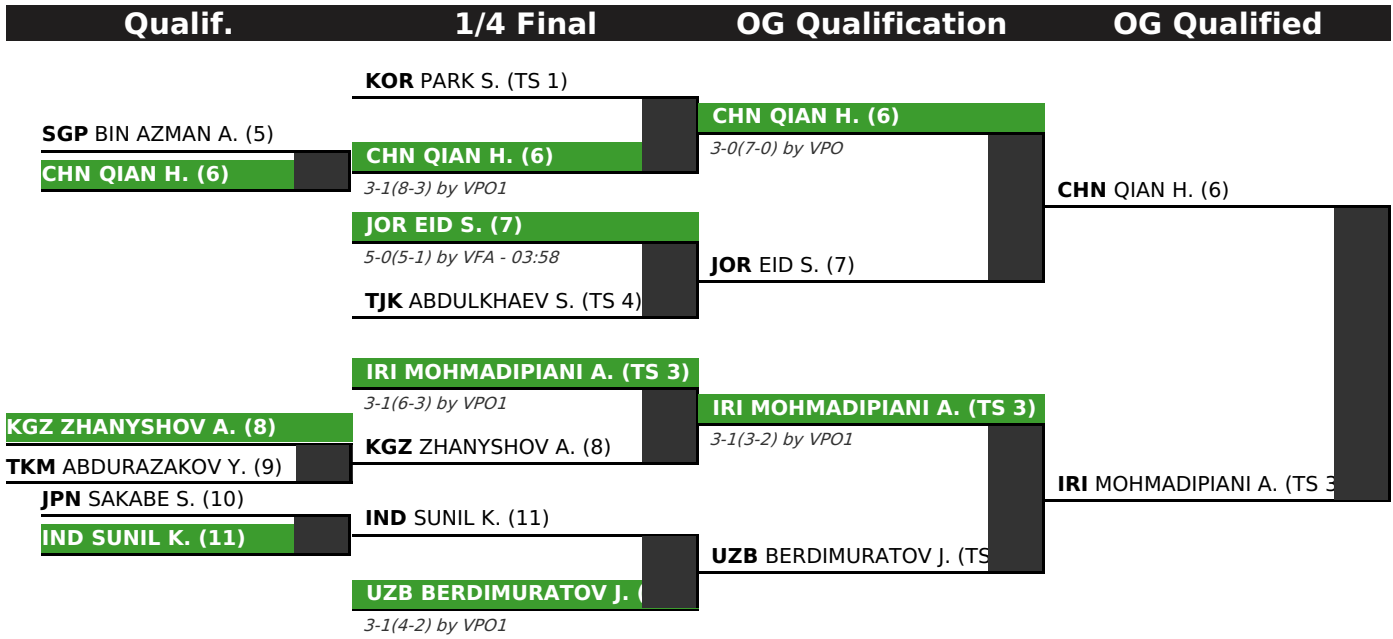 Qualif.
1/4 Final
OG Qualification
OG Qualified
SGP BIN AZMAN A. (5)
CHN QIAN H. (6)
KGZ ZHANYSHOV A. (8)
TKM ABDURAZAKOV Y. (9)
JPN SAKABE S. (10)
IND SUNIL K. (11)
KOR PARK S. (TS 1)
CHN QIAN H. (6)
3-1(8-3) by VPO1
JOR EID S. (7)
5-0(5-1) by VFA - 03:58
TJK ABDULKHAEV S. (TS 4)
IRI MOHMADIPIANI A. (TS 3)
3-1(6-3) by VPO1
KGZ ZHANYSHOV A. (8)
IND SUNIL K. (11)
UZB BERDIMURATOV J. (
3-1(4-2) by VPO1
CHN QIAN H. (6)
3-0(7-0) by VPO
JOR EID S. (7)
IRI MOHMADIPIANI A. (TS 3)
3-1(3-2) by VPO1
UZB BERDIMURATOV J. (TS
CHN QIAN H. (6)
IRI MOHMADIPIANI A. (TS 3